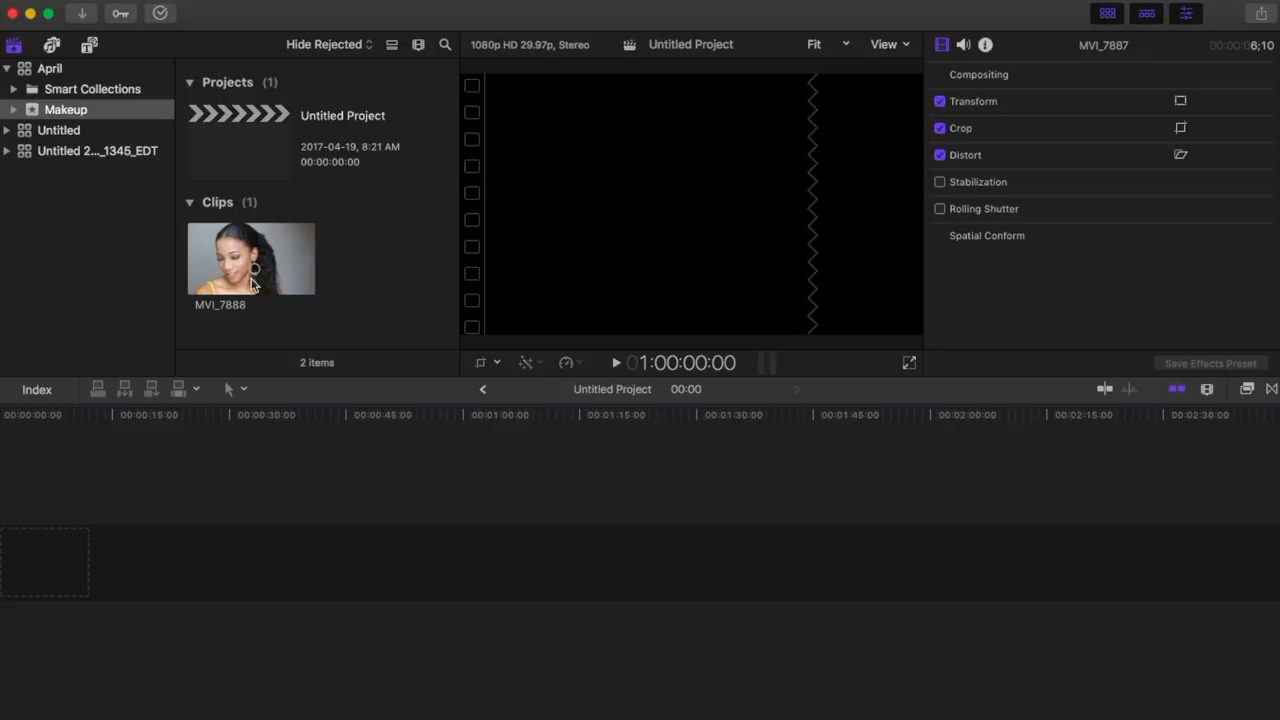 Hide Rejected
1080p HD 29.97p, Stereo
Untitled Project
Fit
View
MVI_7887
00:00:06;10
April
Smart Collections
Makeup
Untitled
Untitled 2..._1345_EDT
Projects (1)
Untitled Project
2017-04-19, 8:21 AM
00:00:00:00
Clips (1)
MVI_7888
2 items
Compositing
Transform
Crop
Distort
Stabilization
Rolling Shutter
Spatial Conform
01:00:00:00
Save Effects Preset
Index
Untitled Project 00:00
00:00:00:00
00:00:15:00
00:00:30:00
00:00:45:00
00:01:00:00
00:01:15:00
00:01:30:00
00:01:45:00
00:02:00:00
00:02:15:00
00:02:30:00